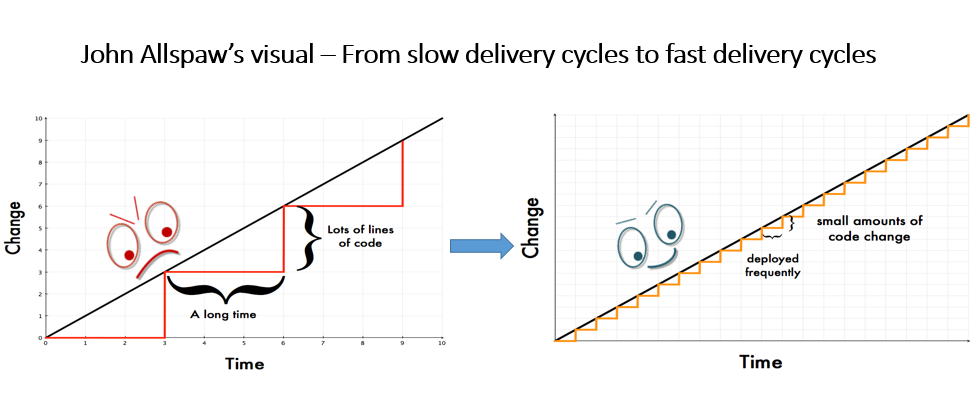 John Allspaw’s visual – From slow delivery cycles to fast delivery cycles
Change
10
9
8
7
6
5
4
3
2
1
0
Lots of lines
of code
A long time
0 1 2 3 4 5 6 7 8 9 10
Time
Change
small amounts of
code change
deployed
frequently
Time